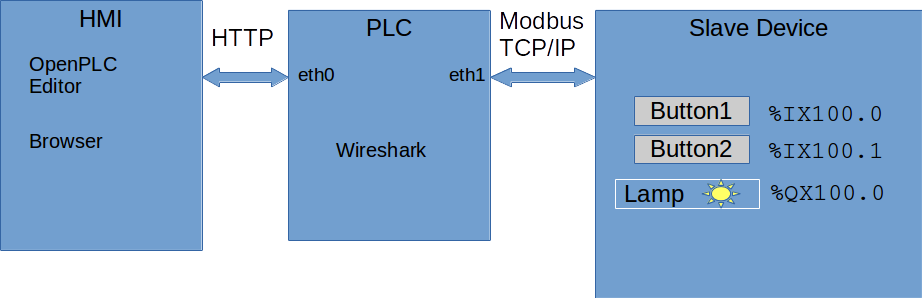 HMI
OpenPLC
Editor
Browser
HTTP
PLC
eth0
eth1
Wireshark
Modbus
TCP/IP
Slave Device
Button1 %IX100.0
Button2 %IX100.1
Lamp %QX100.0